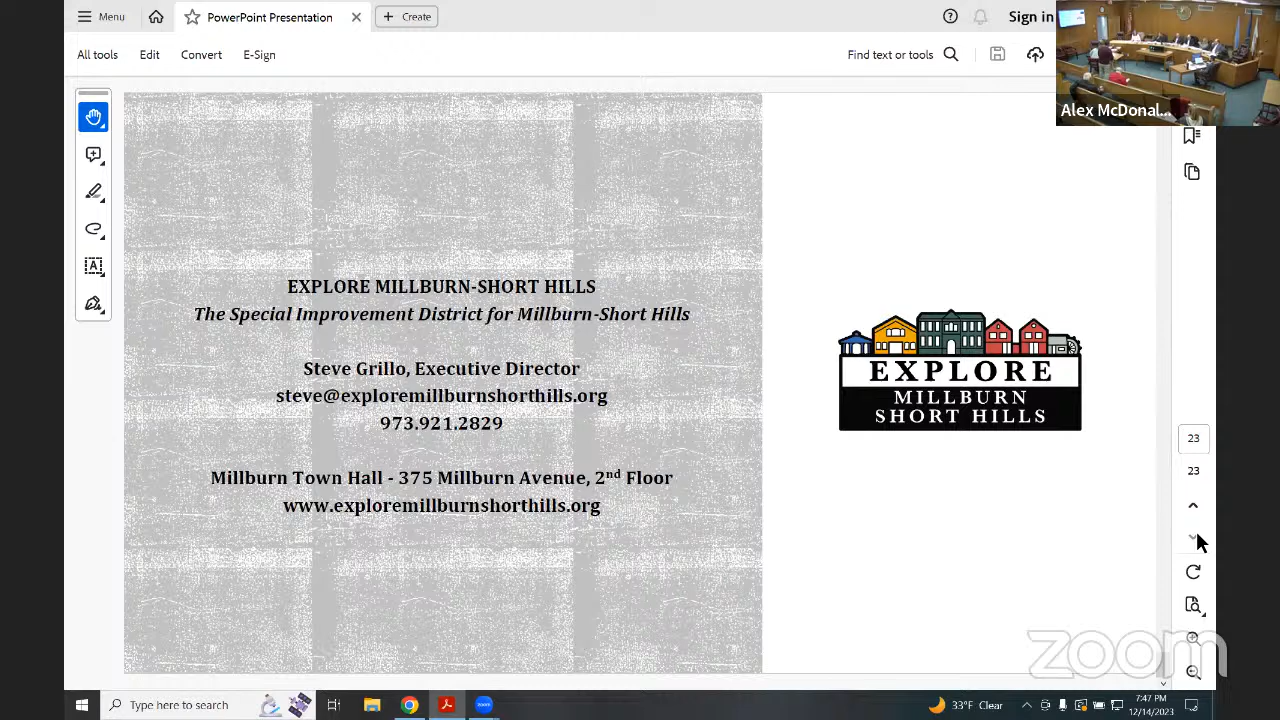 Menu
PowerPoint Presentation
Create
Sign in
All tools
Edit
Convert
E-Sign
Find text or tools
Alex McDonal...
EXPLORE MILLBURN-SHORT HILLS
The Special Improvement District for Millburn-Short Hills
Steve Grillo, Executive Director
steve@exploremillburnshorthills.org
973.921.2829
Millburn Town Hall - 375 Millburn Avenue, 2nd Floor
www.exploremillburnshorthills.org
EXPLORE
MILLBURN
SHORT HILLS
23
23
zoom
Type here to search
zoom
33°F Clear
7:47 PM
12/14/2023